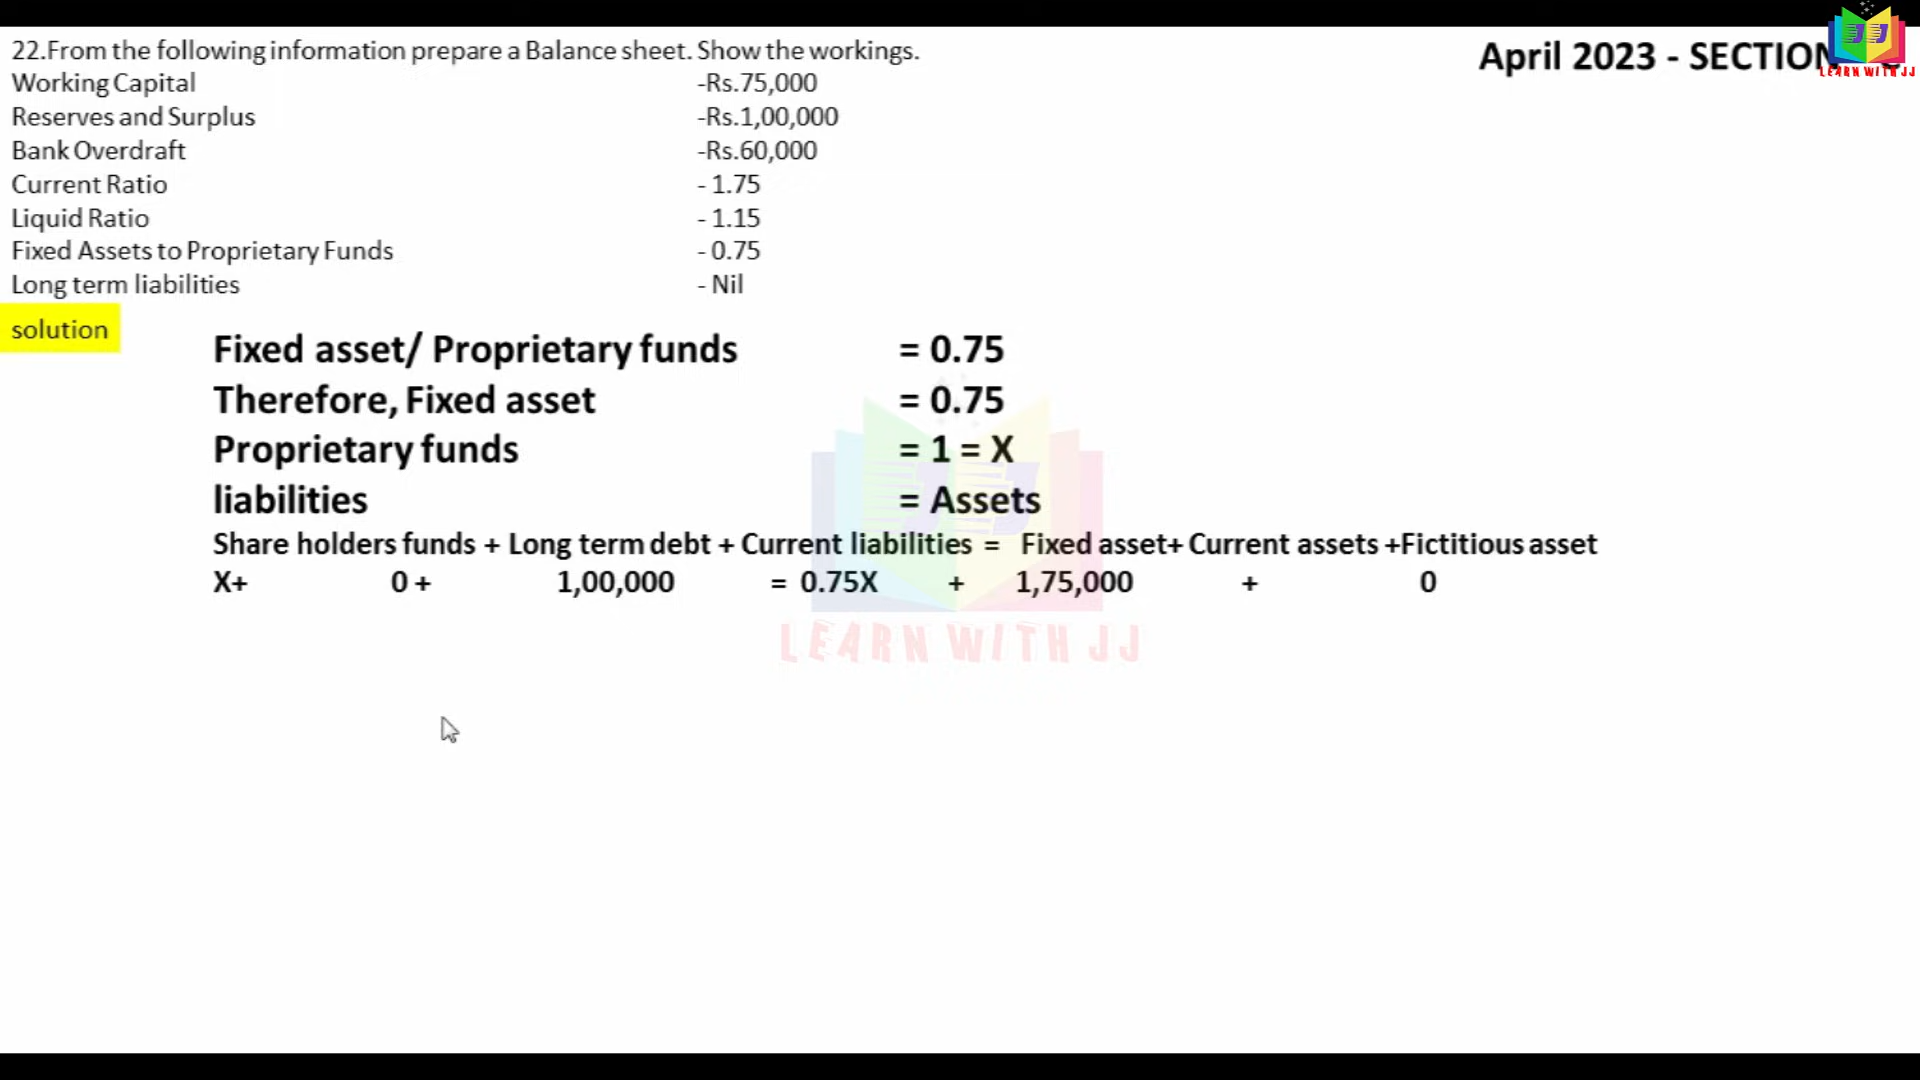 22.From the following information prepare a Balance sheet. Show the workings.
April 2023 - SECTION
LEARN WITH JJ
Working Capital -Rs.75,000
Reserves and Surplus -Rs.1,00,000
Bank Overdraft -Rs.60,000
Current Ratio - 1.75
Liquid Ratio - 1.15
Fixed Assets to Proprietary Funds - 0.75
Long term liabilities - Nil
solution
Fixed asset/ Proprietary funds = 0.75
Therefore, Fixed asset = 0.75
Proprietary funds = 1 = X
liabilities = Assets
Share holders funds + Long term debt + Current liabilities = Fixed asset+ Current assets +Fictitious asset
X+ 0 + 1,00,000 = 0.75X + 1,75,000 + 0
LEARN WITH JJ